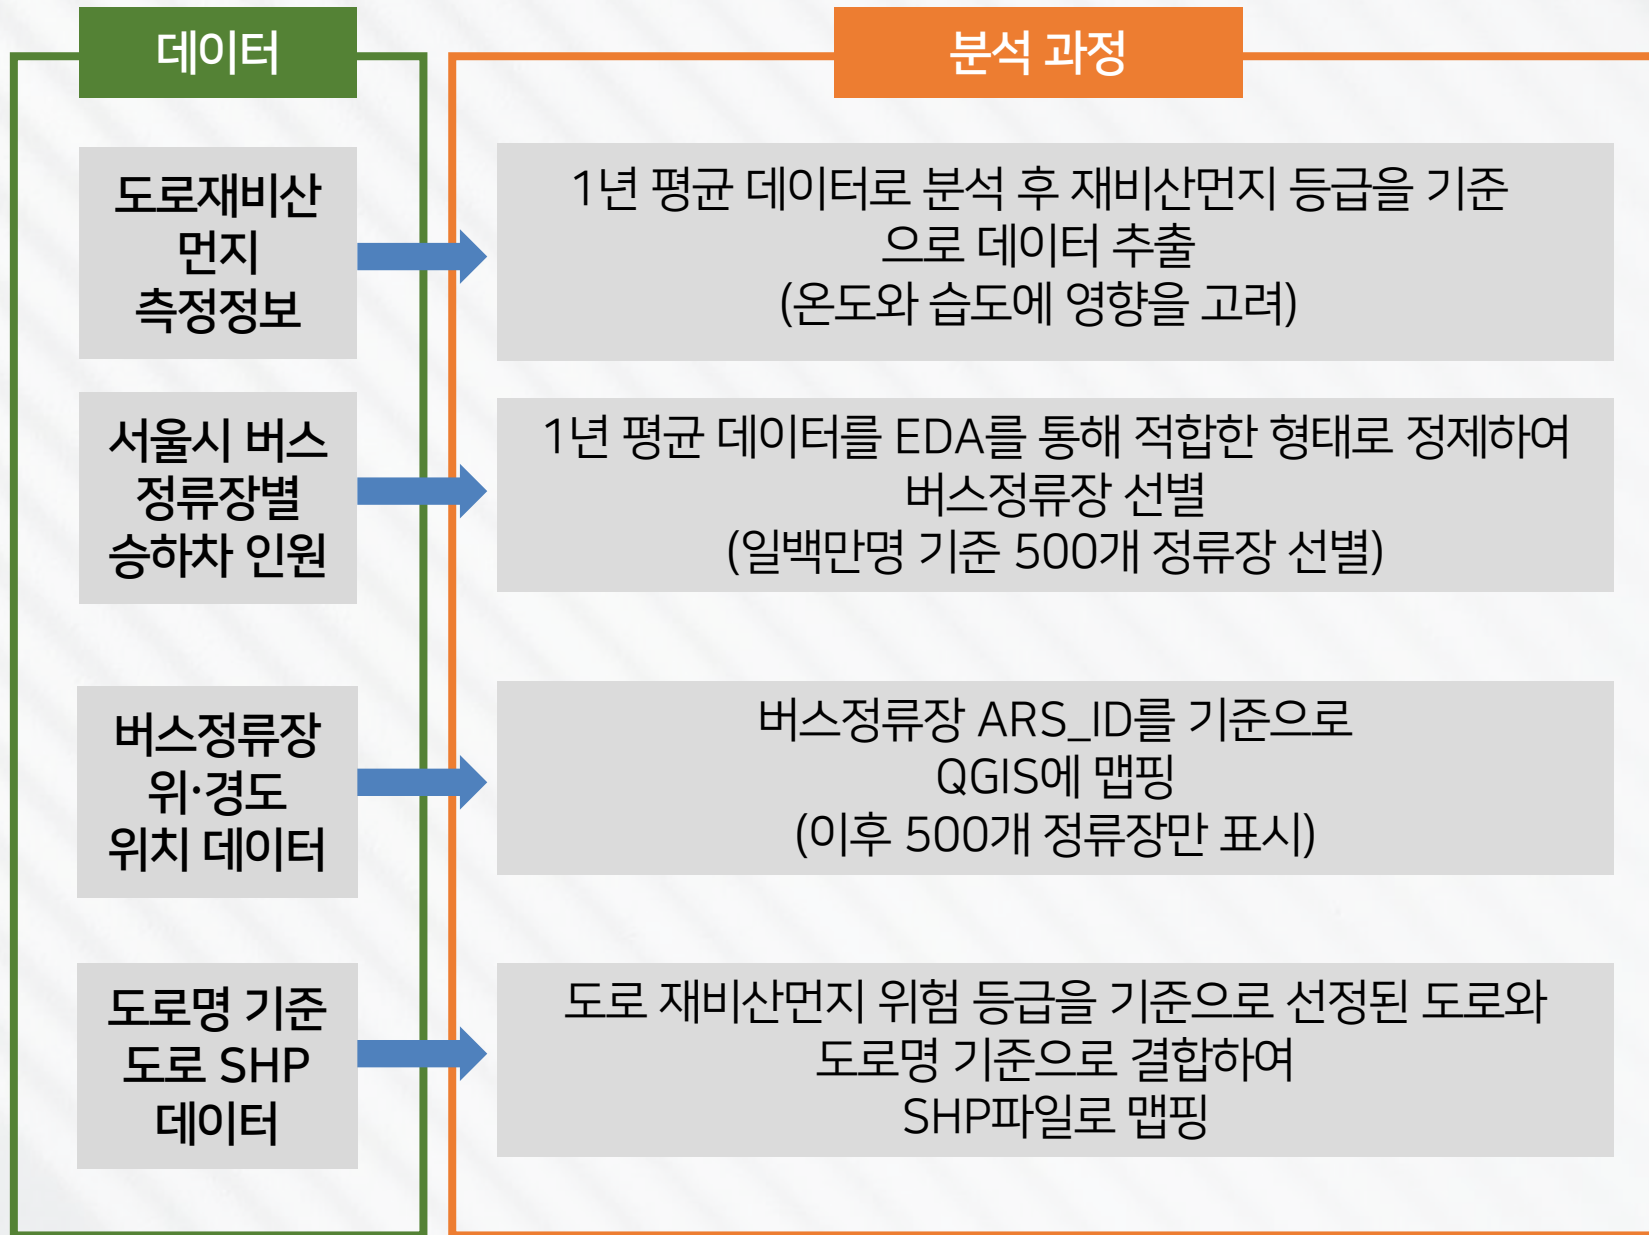 데이터
분석 과정
도로재비산
먼지
측정정보
1년 평균 데이터로 분석 후 재비산먼지 등급을 기준
으로 데이터 추출
(온도와 습도에 영향을 고려)
서울시 버스
정류장별
승하차 인원
1년 평균 데이터를 EDA를 통해 적합한 형태로 정제하여
버스정류장 선별
(일백만명 기준 500개 정류장 선별)
버스정류장
위·경도
위치 데이터
버스정류장 ARS_ID를 기준으로
QGIS에 맵핑
(이후 500개 정류장만 표시)
도로명 기준
도로 SHP
데이터
도로 재비산먼지 위험 등급을 기준으로 선정된 도로와
도로명 기준으로 결합하여
SHP파일로 맵핑